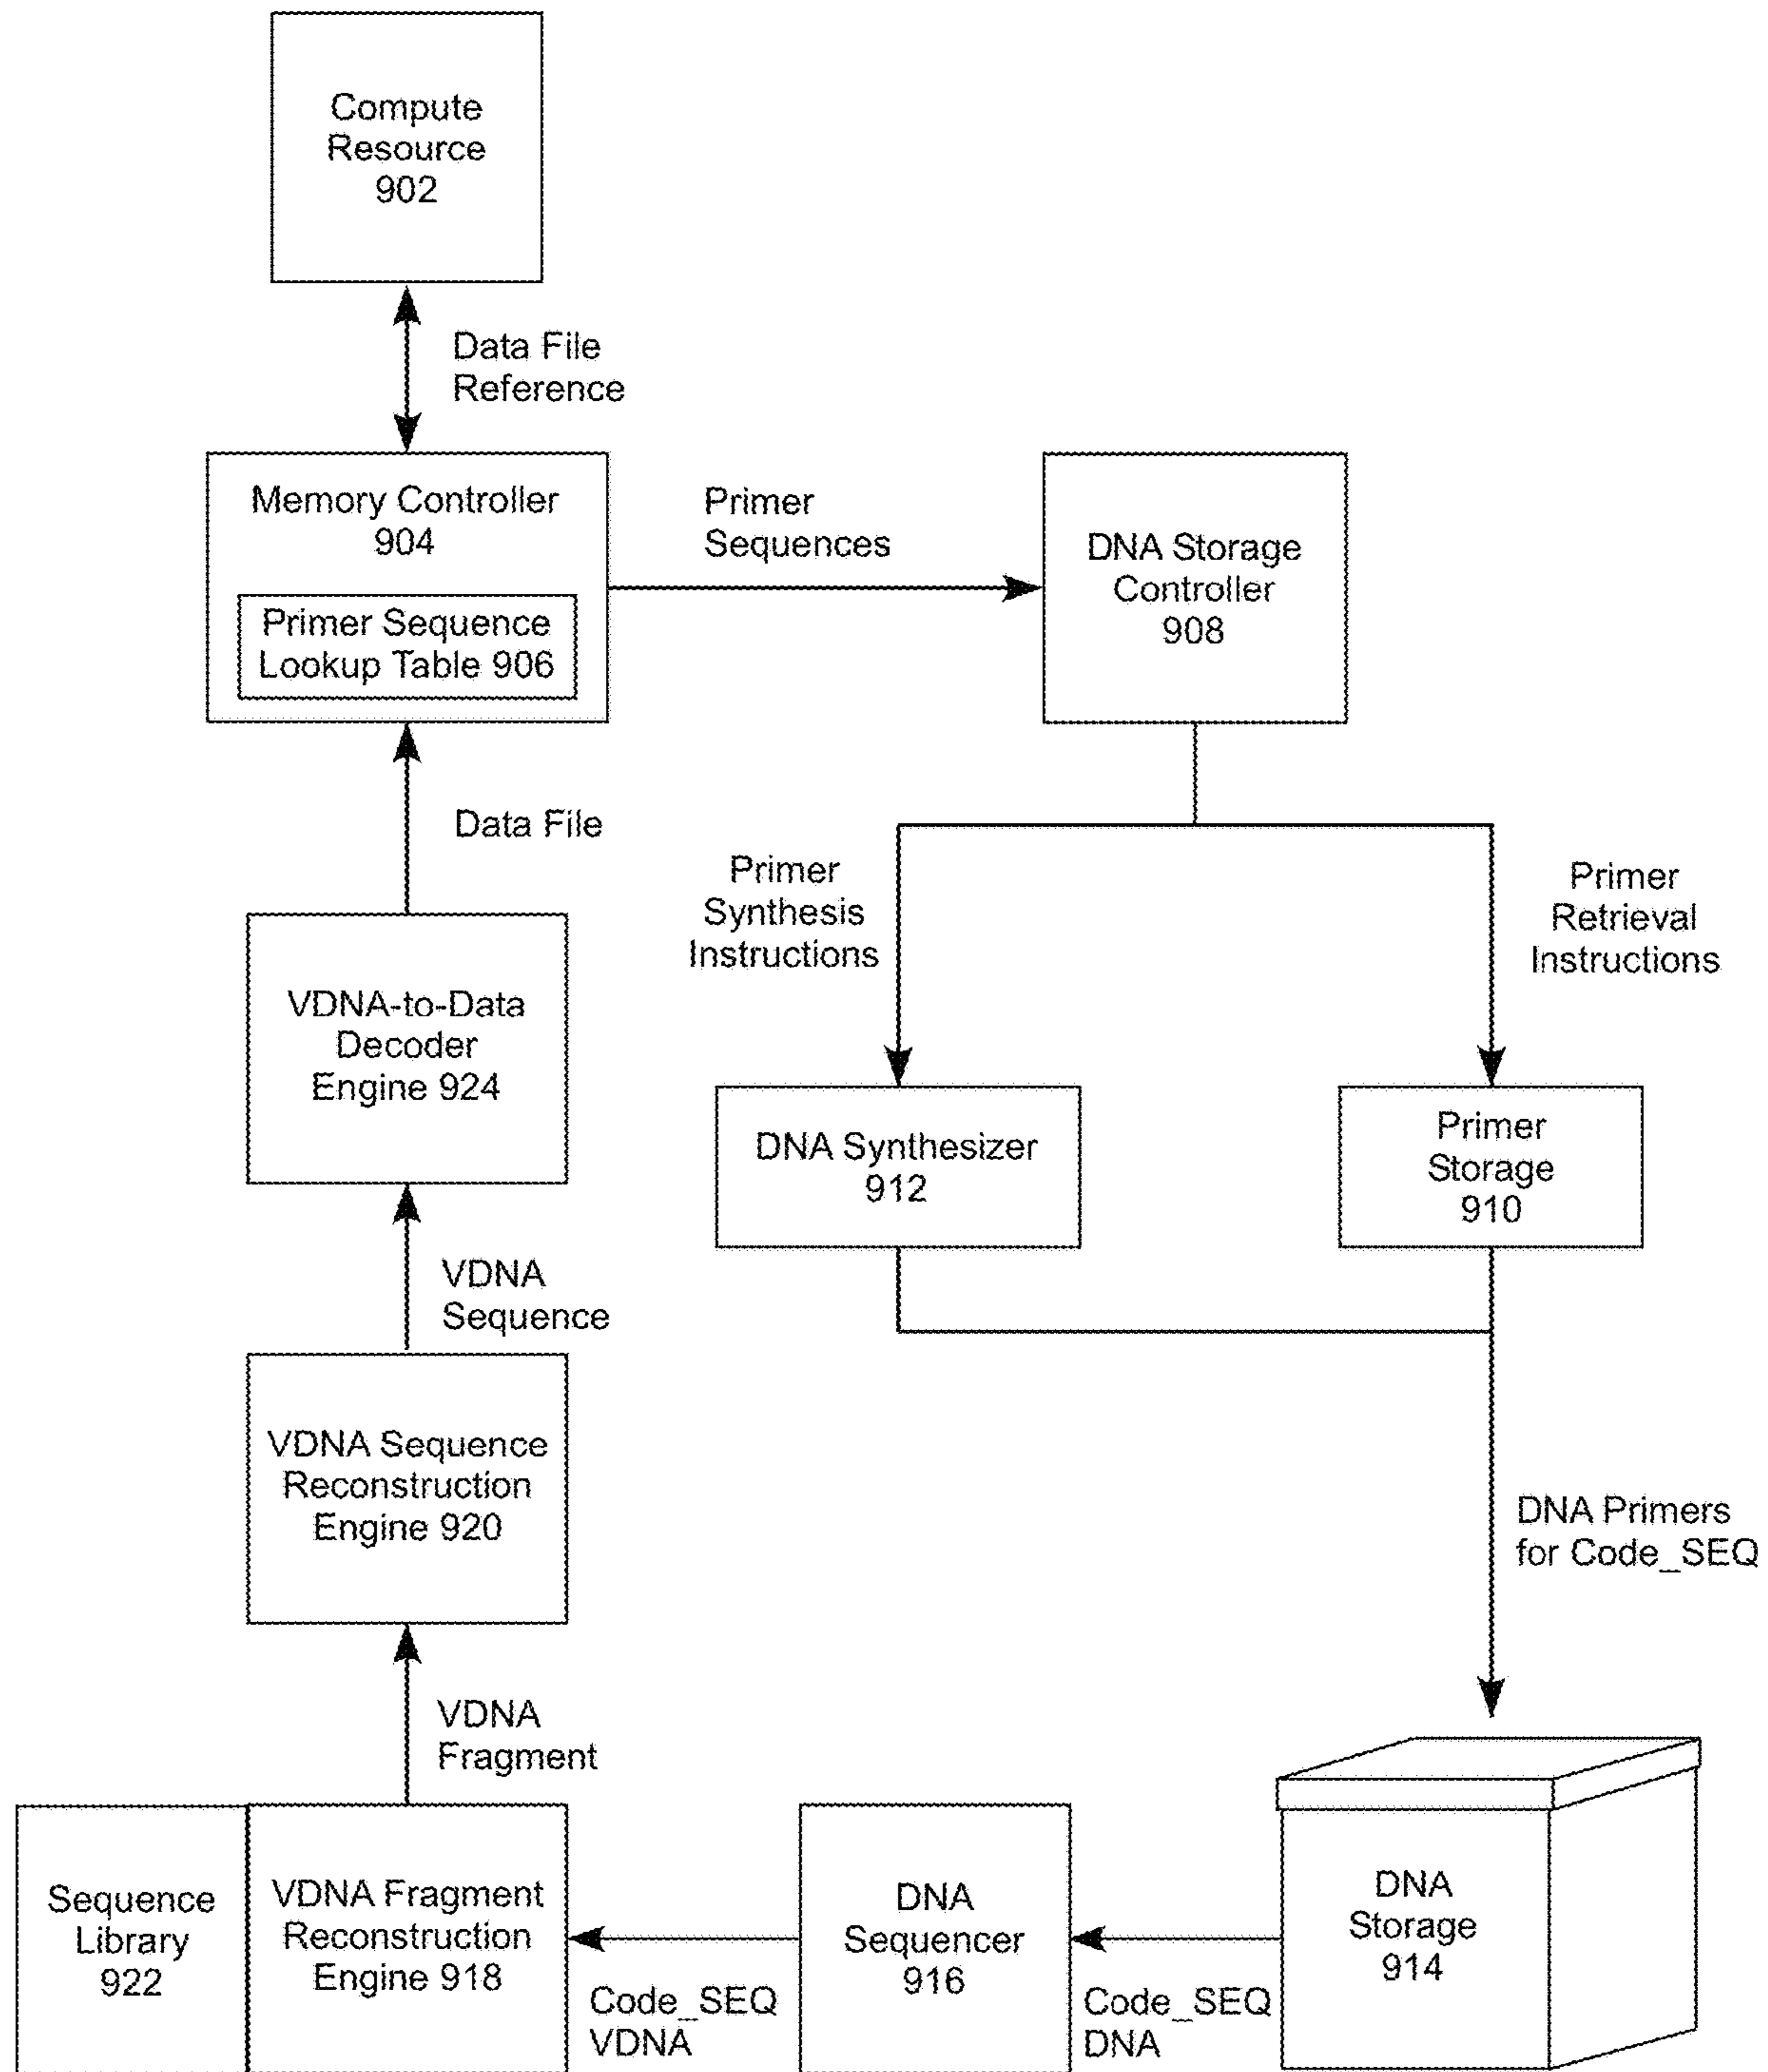 Compute
Resource
902
Data File
Reference
Memory Controller
904
Primer Sequence
Lookup Table 906
Primer
Sequences
DNA Storage
Controller
908
Data File
Primer
Synthesis
Instructions
Primer
Retrieval
Instructions
VDNA-to-Data
Decoder
Engine 924
DNA Synthesizer
912
Primer
Storage
910
VDNA
Sequence
VDNA Sequence
Reconstruction
Engine 920
DNA Primers
for Code_SEQ
VDNA
Fragment
Sequence
Library
922
VDNA Fragment
Reconstruction
Engine 918
Code_SEQ
VDNA
DNA
Sequencer
916
Code_SEQ
DNA
DNA
Storage
914